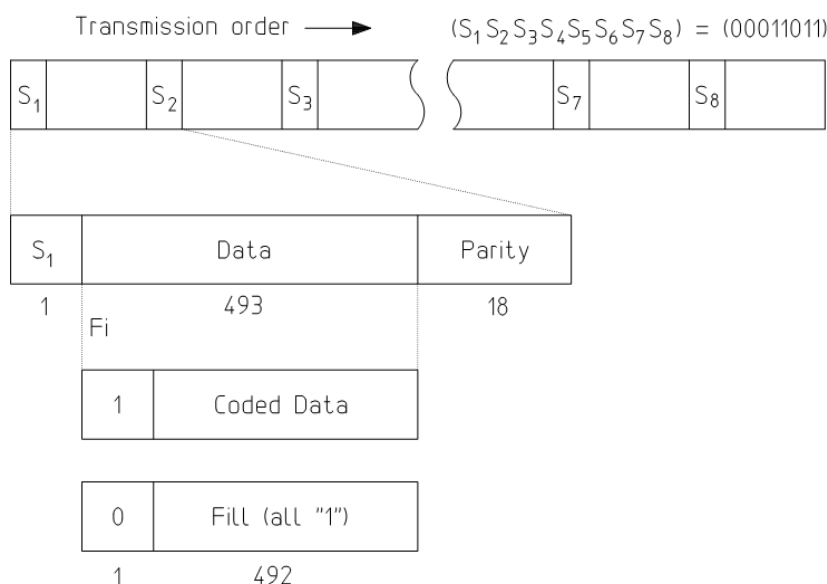 Transmission order (S₁S₂S₃S₄S₅S₆S₇S₈) = (00011011)
S₁ S₂ S₃ S₇ S₈
S₁ Data Parity
1 493 18
Fi
1 Coded Data
0 Fill (all "1")
1 492